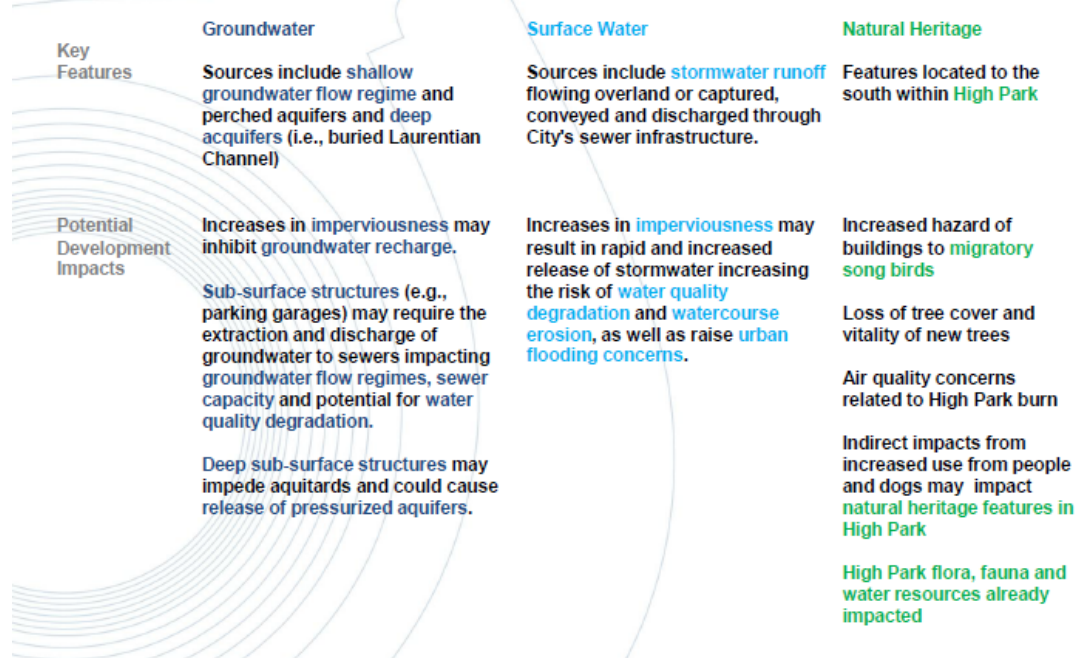 Groundwater
Surface Water
Natural Heritage
Key
Features
Sources include shallow
groundwater flow regime and
perched aquifers and deep
acquifers (i.e., buried Laurentian
Channel)
Sources include stormwater runoff
flowing overland or captured,
conveyed and discharged through
City's sewer infrastructure.
Features located to the
south within High Park
Potential
Development
Impacts
Increases in imperviousness may
inhibit groundwater recharge.
Sub-surface structures (e.g.,
parking garages) may require the
extraction and discharge of
groundwater to sewers impacting
groundwater flow regimes, sewer
capacity and potential for water
quality degradation.
Deep sub-surface structures may
impede aquitards and could cause
release of pressurized aquifers.
Increases in imperviousness may
result in rapid and increased
release of stormwater increasing
the risk of water quality
degradation and watercourse
erosion, as well as raise urban
flooding concerns.
Increased hazard of
buildings to migratory
song birds
Loss of tree cover and
vitality of new trees
Air quality concerns
related to High Park burn
Indirect impacts from
increased use from people
and dogs may impact
natural heritage features in
High Park
High Park flora, fauna and
water resources already
impacted